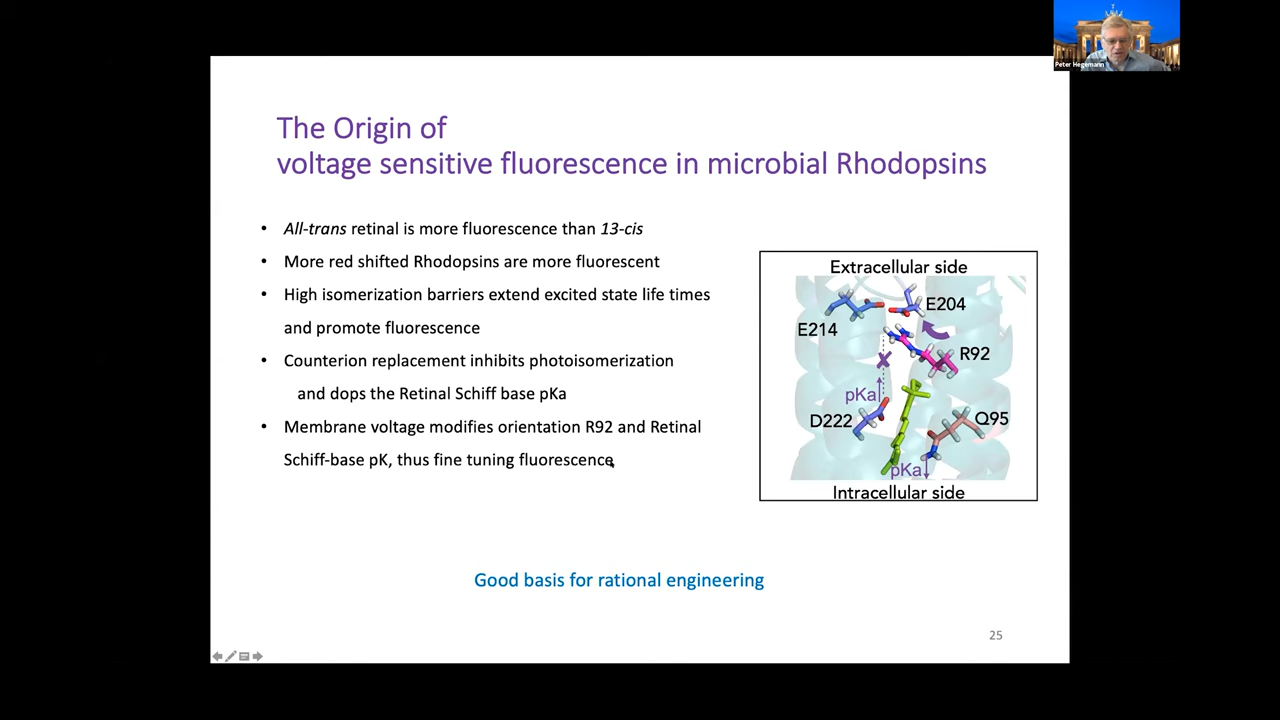 Peter Hegemann
The Origin of
voltage sensitive fluorescence in microbial Rhodopsins
• All-trans retinal is more fluorescence than 13-cis
• More red shifted Rhodopsins are more fluorescent
• High isomerization barriers extend excited state life times
and promote fluorescence
• Counterion replacement inhibits photoisomerization
and dops the Retinal Schiff base pKa
• Membrane voltage modifies orientation R92 and Retinal
Schiff-base pK, thus fine tuning fluorescence
Extracellular side
E204
E214
R92
pKa
D222
Q95
pKa
Intracellular side
Good basis for rational engineering
25